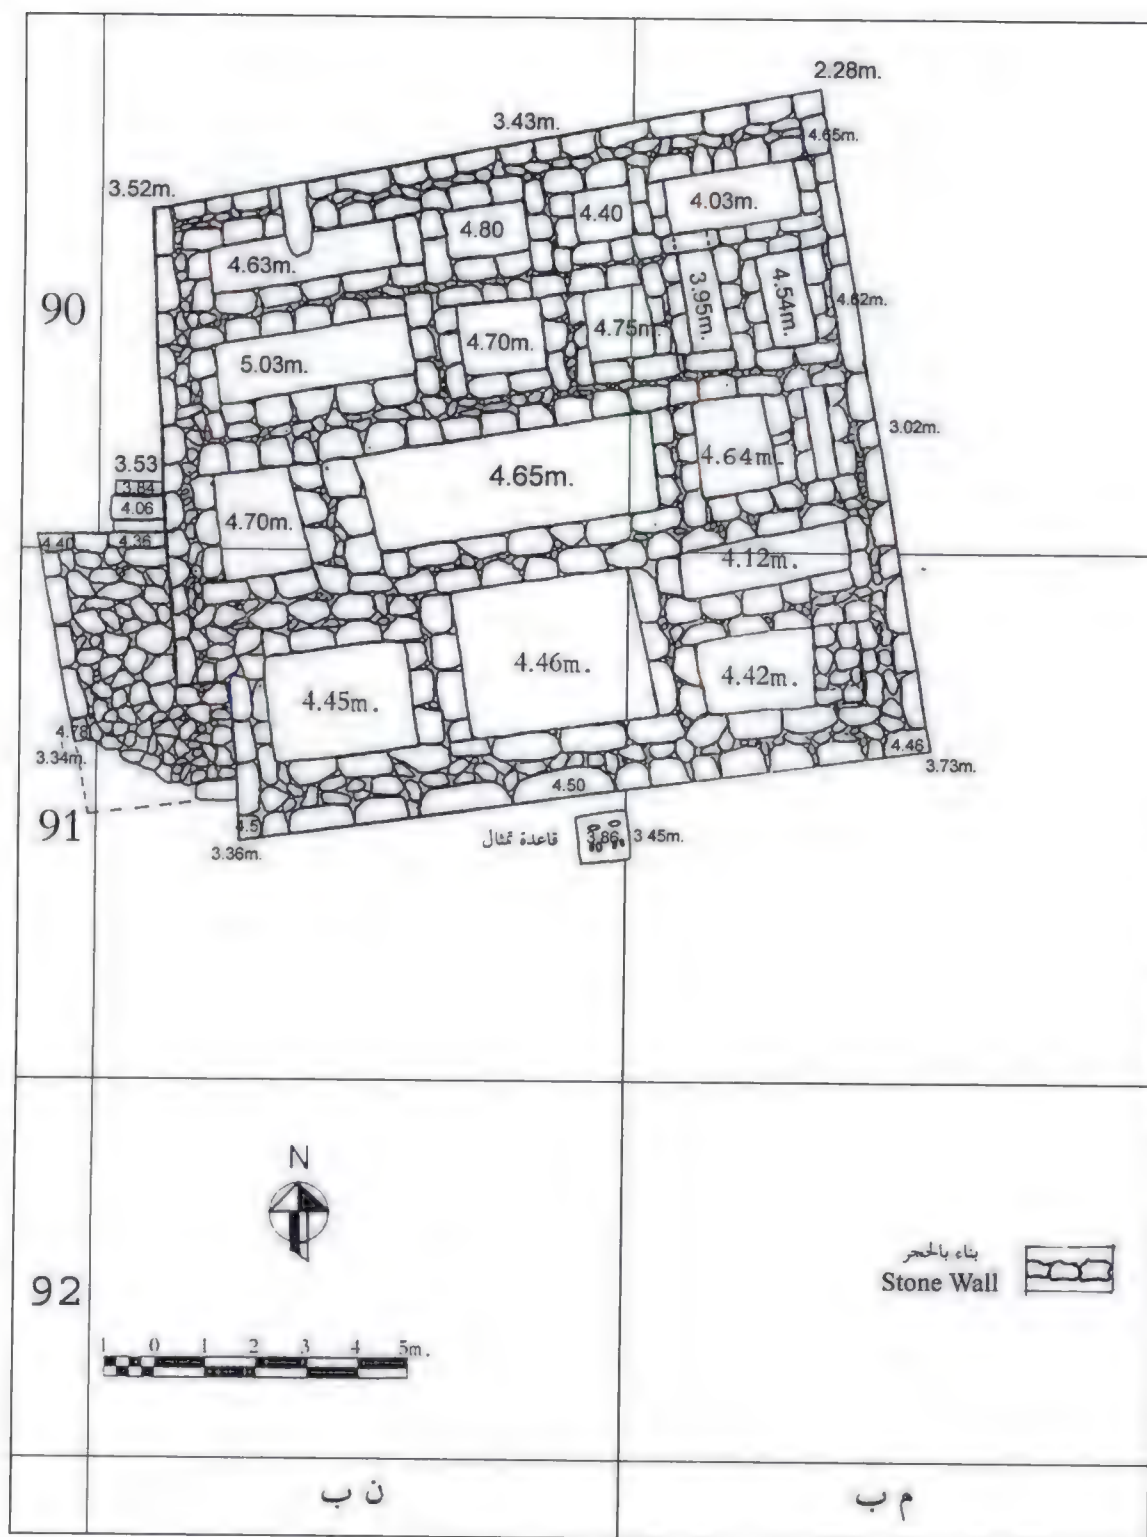 2.28m.
3.43m.
4.65m.
3.52m.
4.03m.
4.80
4.40
4.63m.
90
3.95m.
4.54m.
4.62m.
4.70m.
4.75m.
5.03m.
3.02m.
3.53
3.84
4.06
4.64m.
4.65m.
4.70m.
4.40
4.36
4.12m.
4.46m.
4.42m.
4.45m.
4.78
3.34m.
4.46
3.73m.
4.50
91
4.5
3.36m.
قاعدة تمثال
3.86
3.45m.
N
بناء بالحجر
Stone Wall
92
1 0 1 2 3 4 5m.
ن ب
م ب